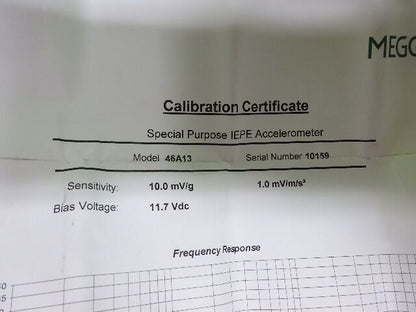 MEGG
Calibration Certificate
Special Purpose IEPE Accelerometer
Model 46A13 Serial Number 10159
Sensitivity: 10.0 mV/g 1.0 mV/m/s²
Bias Voltage: 11.7 Vdc
Frequency Response